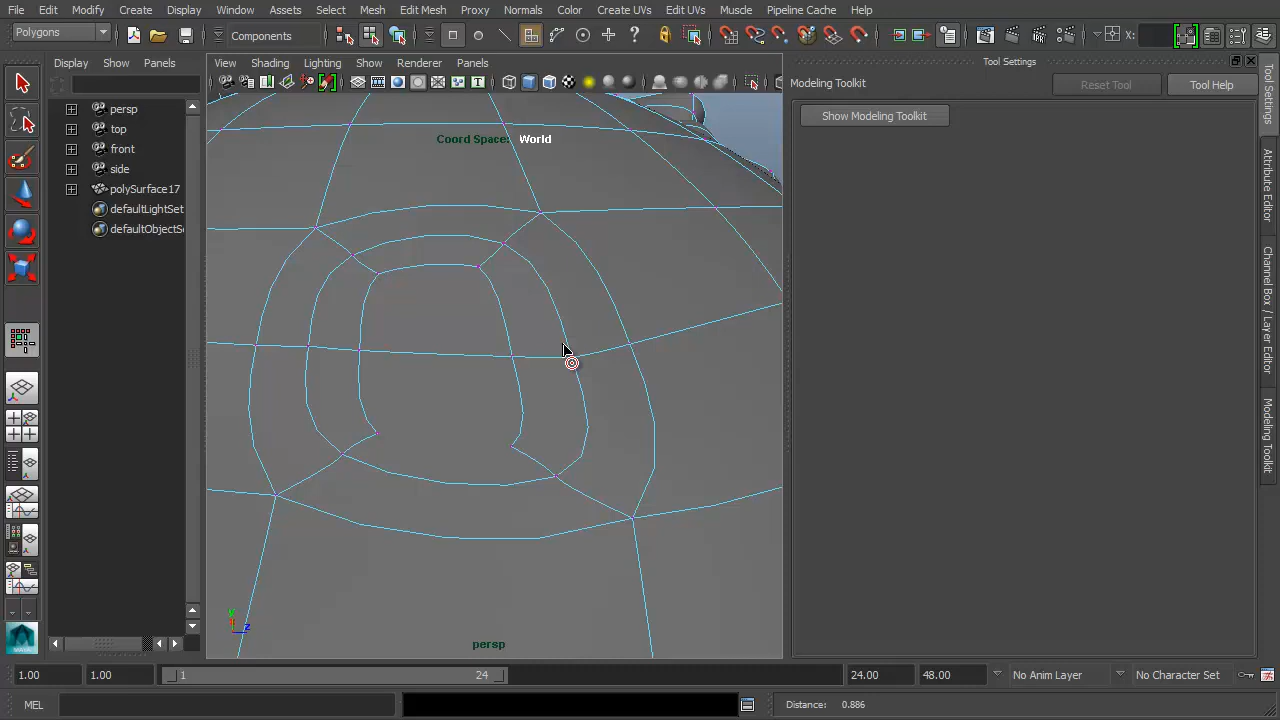 File Edit Modify Create Display Window Assets Select Mesh Edit Mesh Proxy Normals Color Create UVs Edit UVs Muscle Pipeline Cache Help
Polygons Components X:
Display Show Panels
View Shading Lighting Show Renderer Panels
Tool Settings
Modeling Toolkit Reset Tool Tool Help
Show Modeling Toolkit
persp
top
front
side
polySurface17
defaultLightSet
defaultObjectSe
Coord Space: World
y
z
persp
Tool Settings
Attribute Editor
Channel Box / Layer Editor
Modeling Toolkit
1.00 1.00 1 24 24.00 48.00 No Anim Layer No Character Set
MEL Distance: 0.886